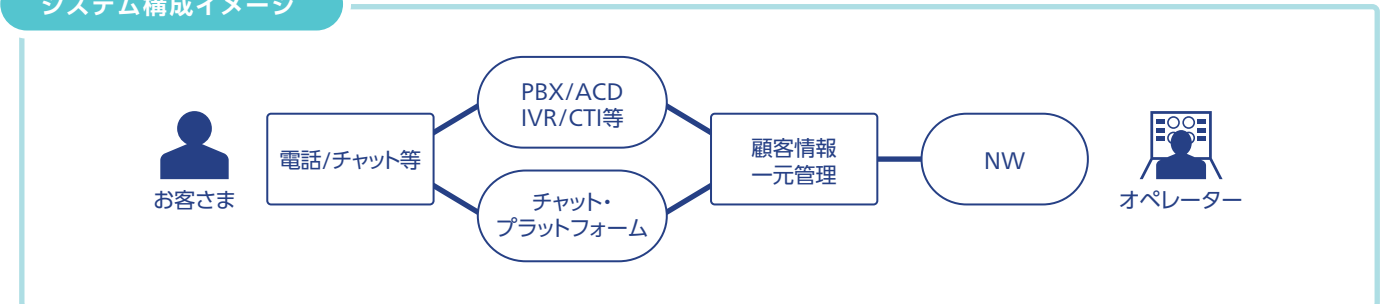 システム構成イメージ
PBX/ACD
IVR/CTI等
電話/チャット等
顧客情報
一元管理
NW
お客さま
チャット・
プラットフォーム
オペレーター